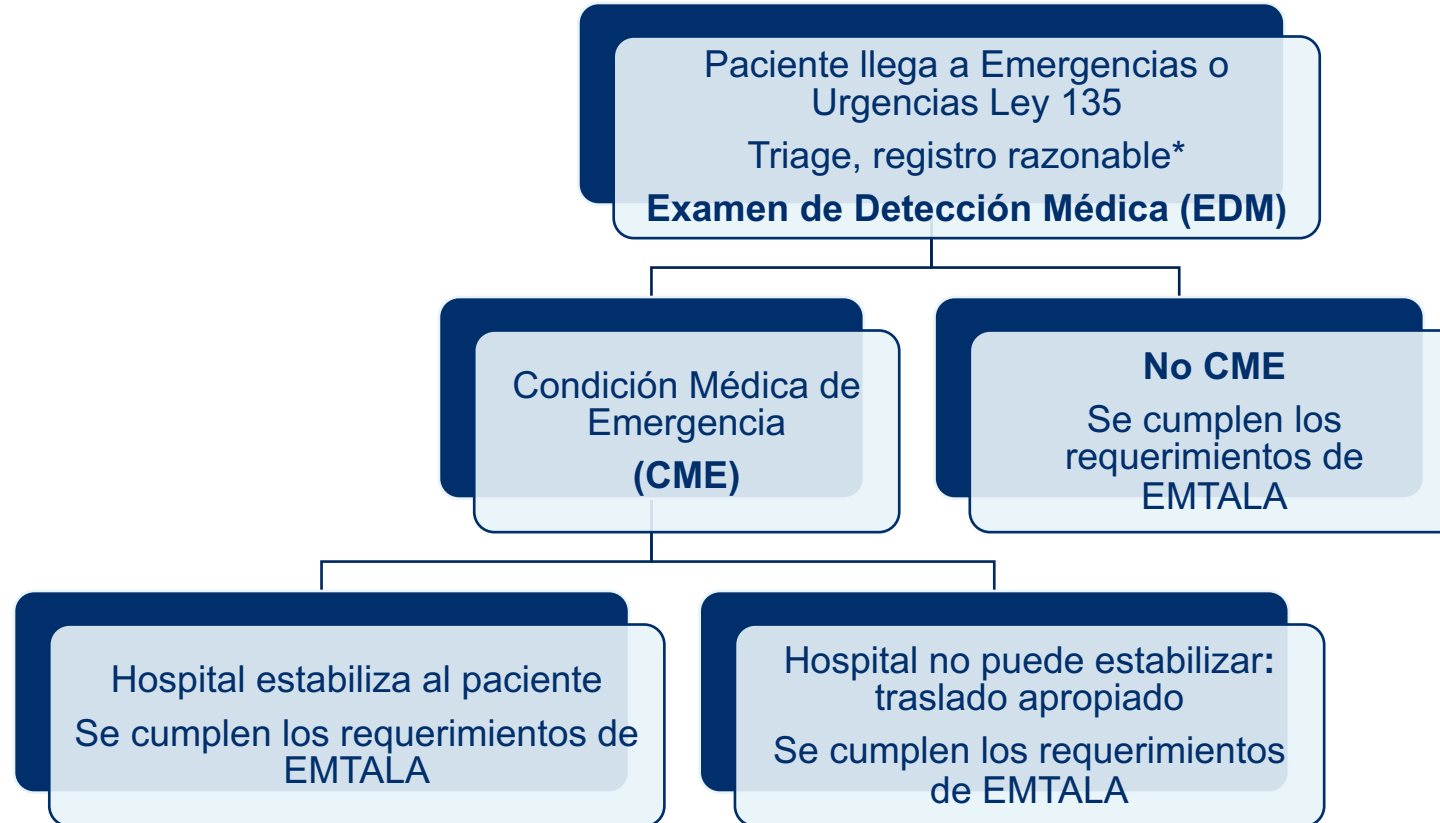 Paciente llega a Emergencias o
Urgencias Ley 135
Triage, registro razonable*
Examen de Detección Médica (EDM)
Condición Médica de
Emergencia
(CME)
No CME
Se cumplen los
requerimientos de
EMTALA
Hospital estabiliza al paciente
Se cumplen los requerimientos de
EMTALA
Hospital no puede estabilizar:
traslado apropiado
Se cumplen los requerimientos
de EMTALA